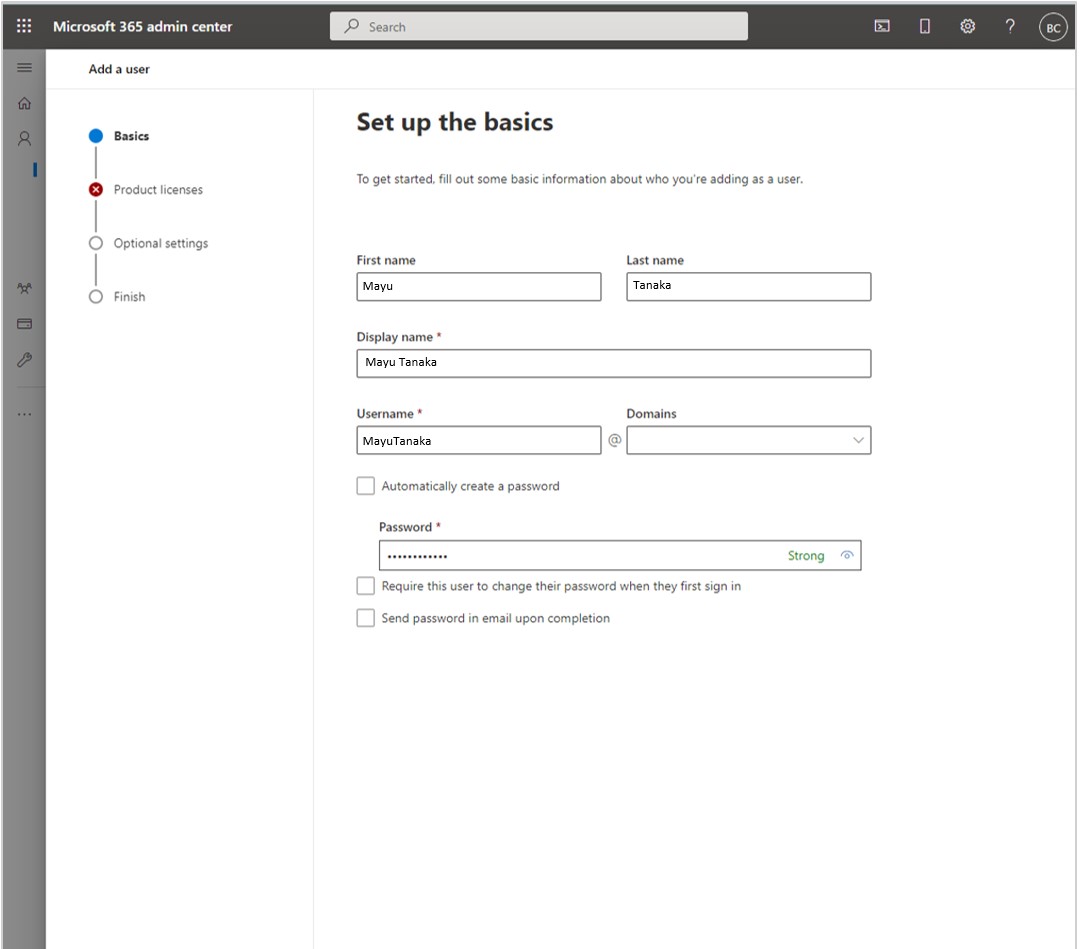 Microsoft 365 admin center
Search
BC
Add a user
Basics
Product licenses
Optional settings
Finish
Set up the basics
To get started, fill out some basic information about who you're adding as a user.
First name Last name
Mayu Tanaka
Display name *
Mayu Tanaka
Username * Domains
MayuTanaka @
Automatically create a password
Password *
•••••••••••• Strong
Require this user to change their password when they first sign in
Send password in email upon completion